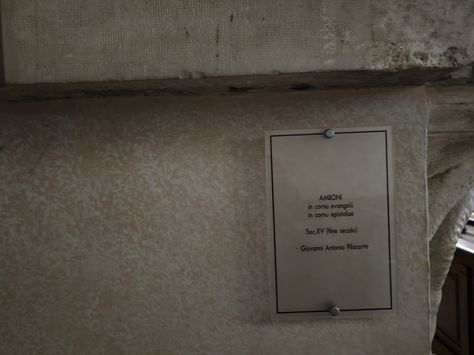 AMBONI
in cornu evangelii
in cornu epistolae
Sec.XV (fine secolo)
Giovanni Antonio Pilacorte